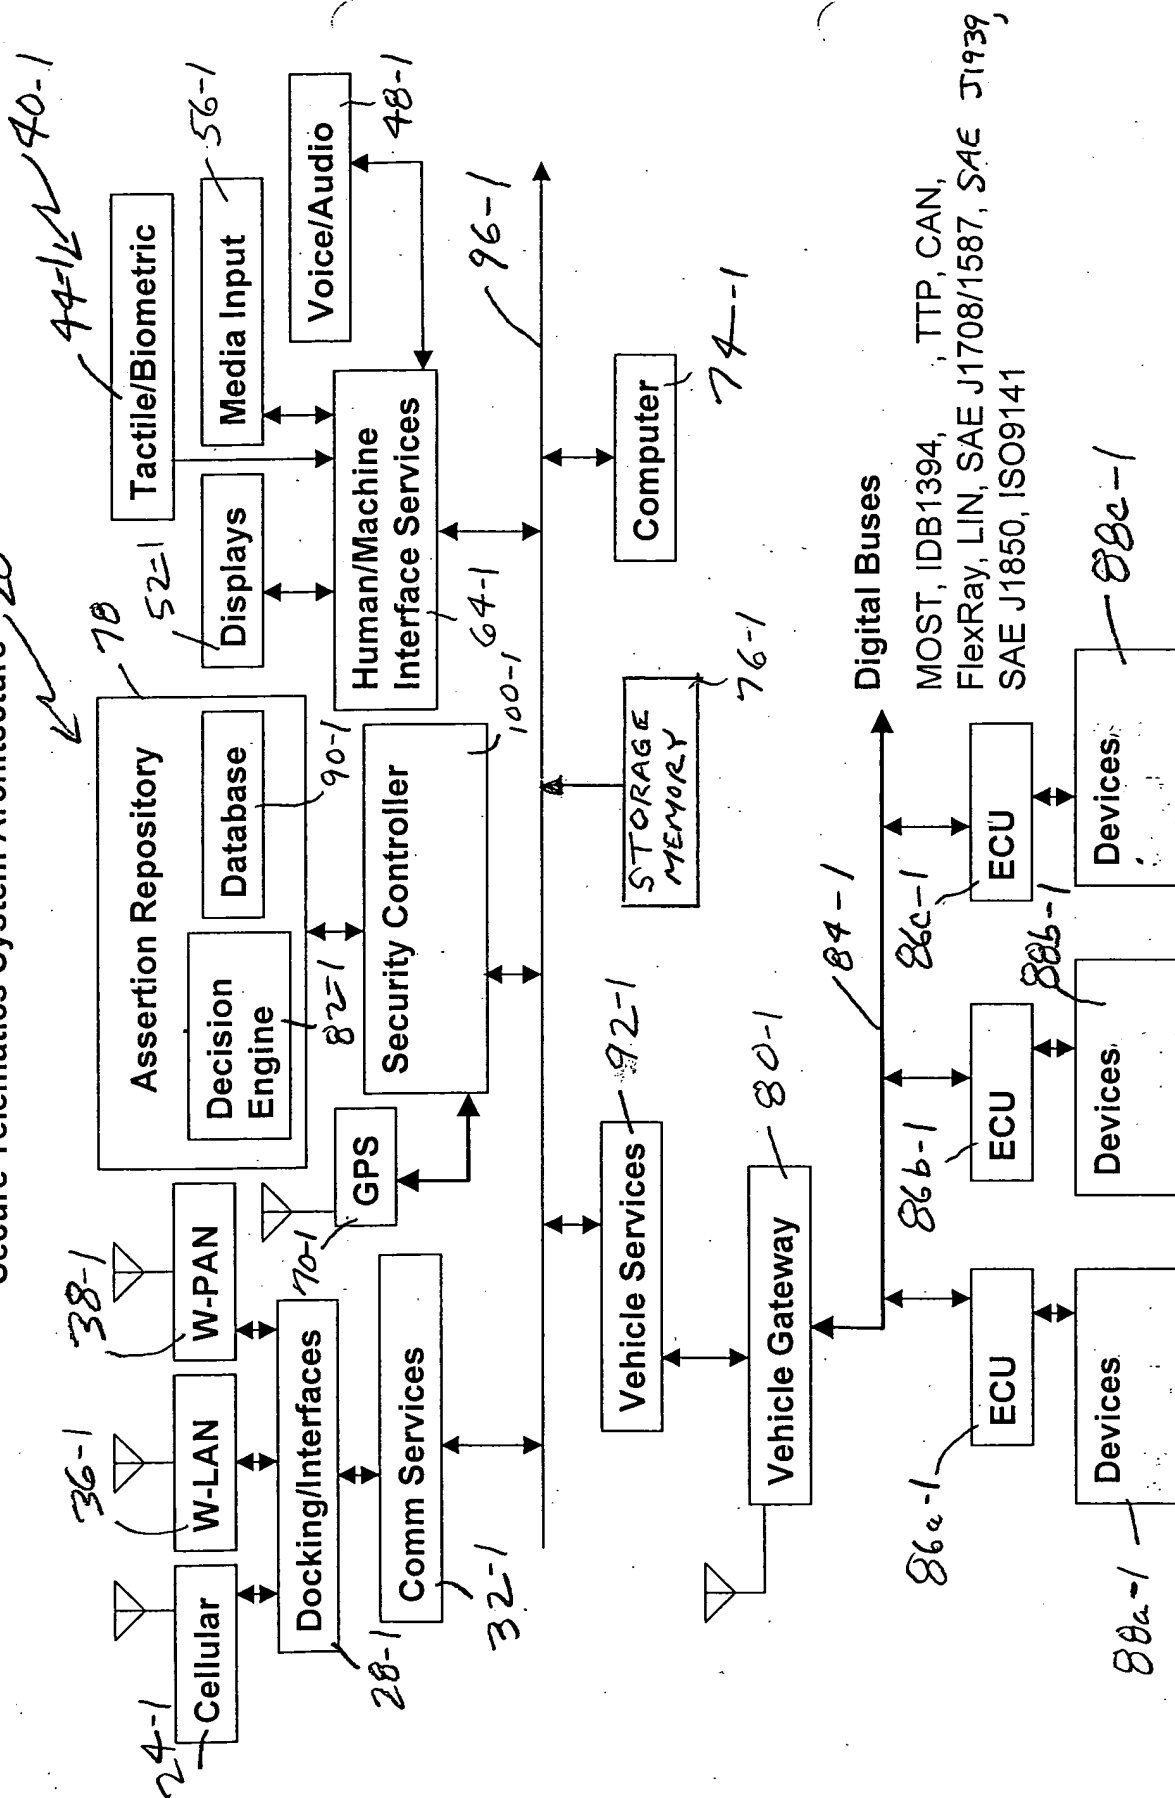 Secure Telematics System Architecture
20
40-1
44-1
Tactile/Biometric
78
Assertion Repository
Decision
Engine
82-1
Database
90-1
52-1
Displays
Media Input
56-1
Voice/Audio
48-1
24-1
Cellular
36-1
W-LAN
38-1
W-PAN
28-1
Docking/Interfaces
70-1
GPS
Security Controller
100-1
Human/Machine
Interface Services
64-1
32-1
Comm Services
96-1
Vehicle Services
92-1
STORAGE
MEMORY
76-1
Computer
74-1
Vehicle Gateway
80-1
84-1
Digital Buses
MOST, IDB1394, , TTP, CAN,
FlexRay, LIN, SAE J1708/1587, SAE J1939,
SAE J1850, ISO9141
86a-1
ECU
86b-1
ECU
86c-1
ECU
88a-1
Devices
88b-1
Devices
88c-1
Devices